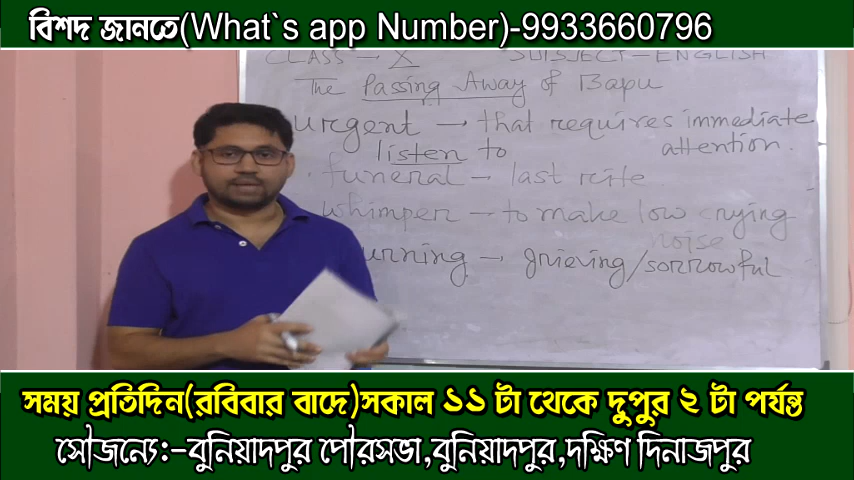 বিশদ জানতে(What`s app Number)-9933660796
CLASS → X SUBJECT - ENGLISH
The Passing Away of Bapu
urgent → that requires immediate
listen to attention.
funeral - last rite
whimper → to make low crying
noise
urning → grieving/sorrowful
সময় প্রতিদিন(রবিবার বাদে)সকাল ১১ টা থেকে দুপুর ২ টা পর্যন্ত
সৌজন্যে:-বুনিয়াদপুর পৌরসভা,বুনিয়াদপুর,দক্ষিণ দিনাজপুর